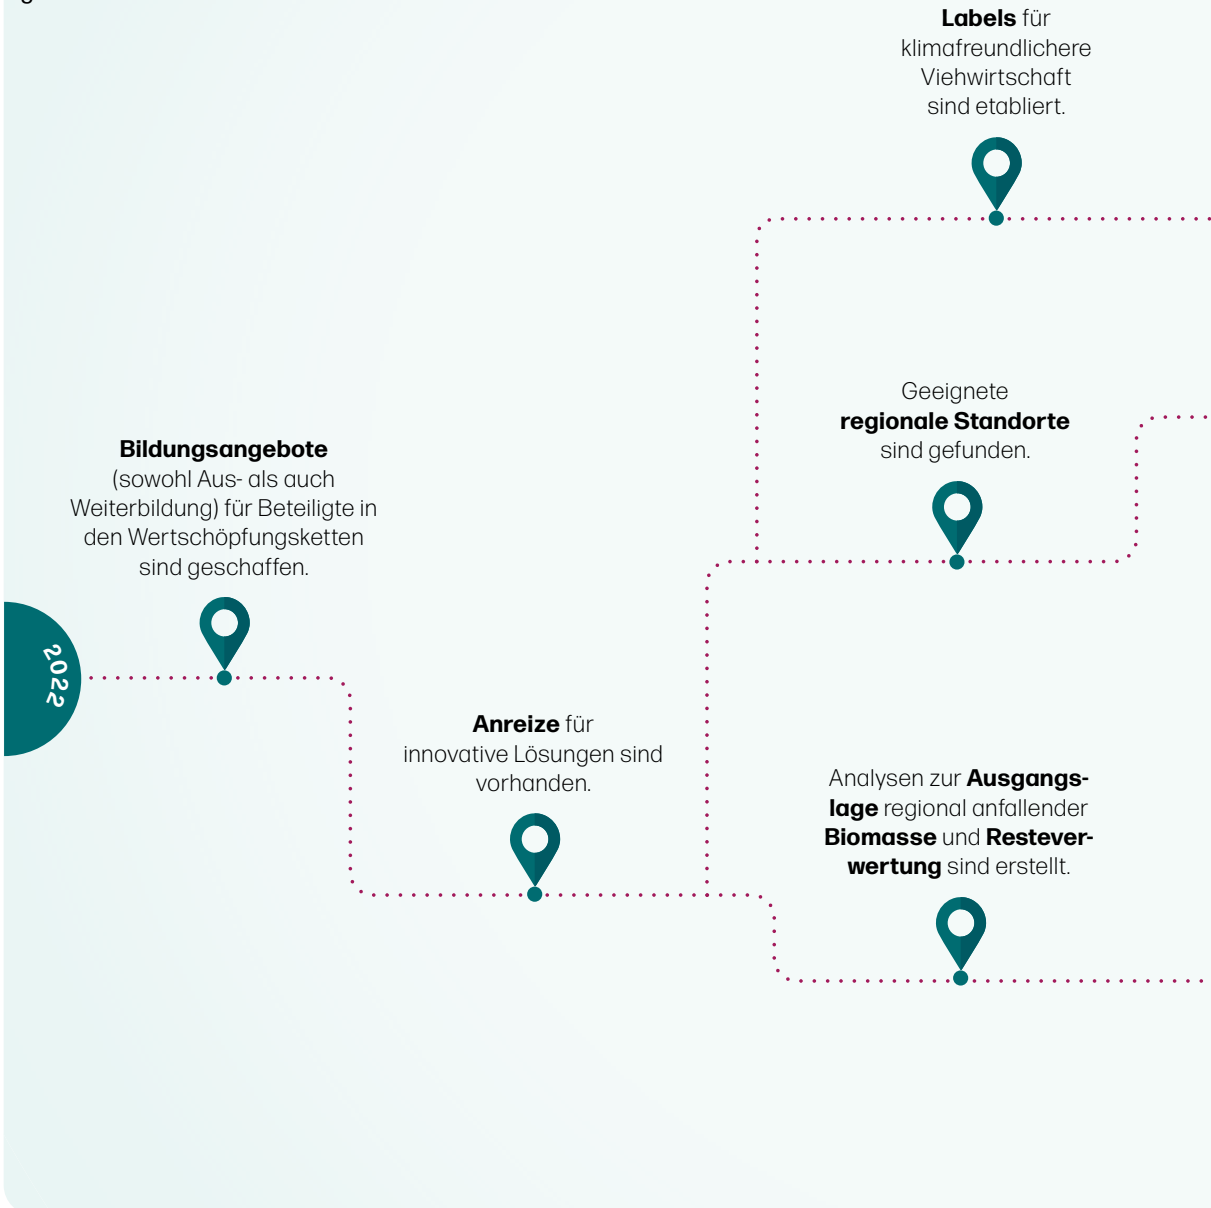 Labels für
klimafreundlichere
Viehwirtschaft
sind etabliert.
Geeignete
regionale Standorte
sind gefunden.
Bildungsangebote
(sowohl Aus- als auch
Weiterbildung) für Beteiligte in
den Wertschöpfungsketten
sind geschaffen.
2022
Anreize für
innovative Lösungen sind
vorhanden.
Analysen zur Ausgangs-
lage regional anfallender
Biomasse und Restever-
wertung sind erstellt.